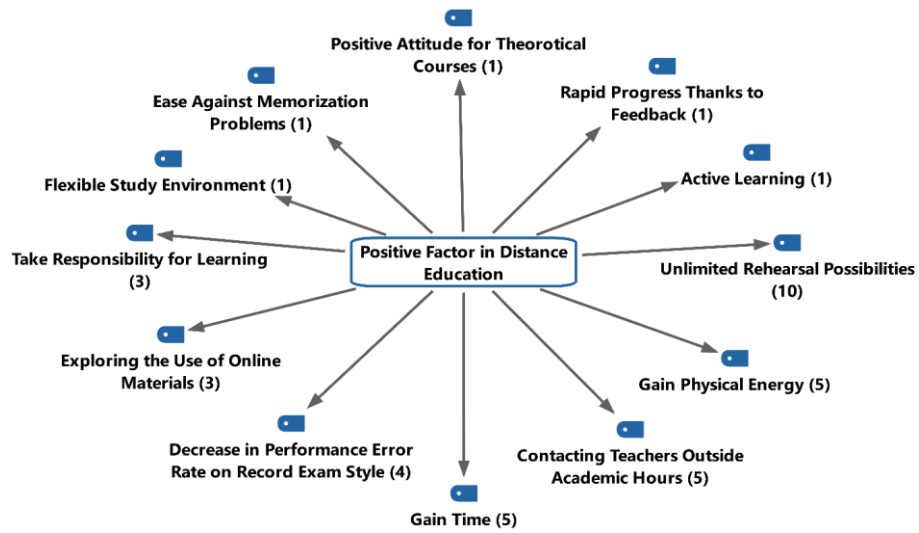 Positive Attitude for Theorotical
Courses (1)
Rapid Progress Thanks to
Feedback (1)
Ease Against Memorization
Problems (1)
Active Learning (1)
Flexible Study Environment (1)
Positive Factor in Distance
Education
Take Responsibility for Learning
(3)
Unlimited Rehearsal Possibilities
(10)
Exploring the Use of Online
Materials (3)
Gain Physical Energy (5)
Decrease in Performance Error
Rate on Record Exam Style (4)
Contacting Teachers Outside
Academic Hours (5)
Gain Time (5)